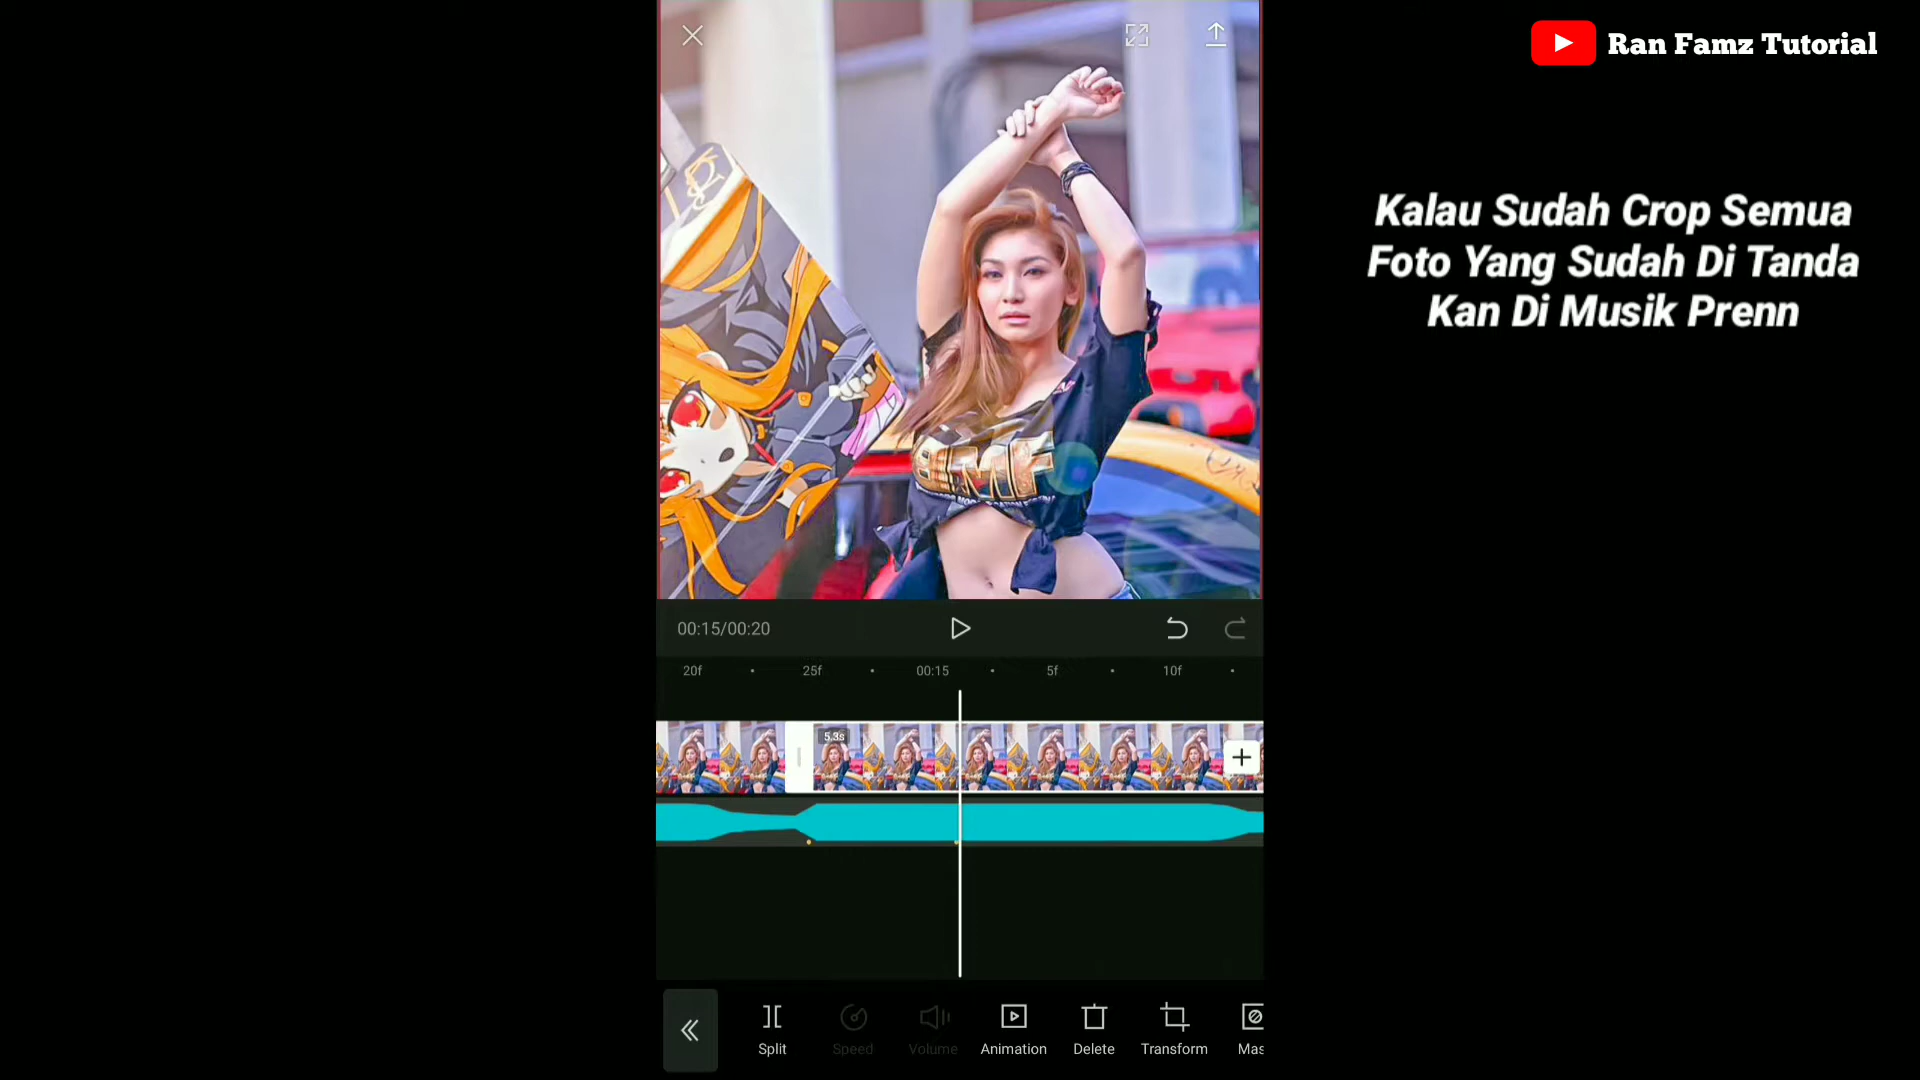 Ran Famz Tutorial
Kalau Sudah Crop Semua
Foto Yang Sudah Di Tanda
Kan Di Musik Prenn
00:15/00:20
20f
25f
00:15
5f
10f
5.3s
Split
Speed
Volume
Animation
Delete
Transform
Mas